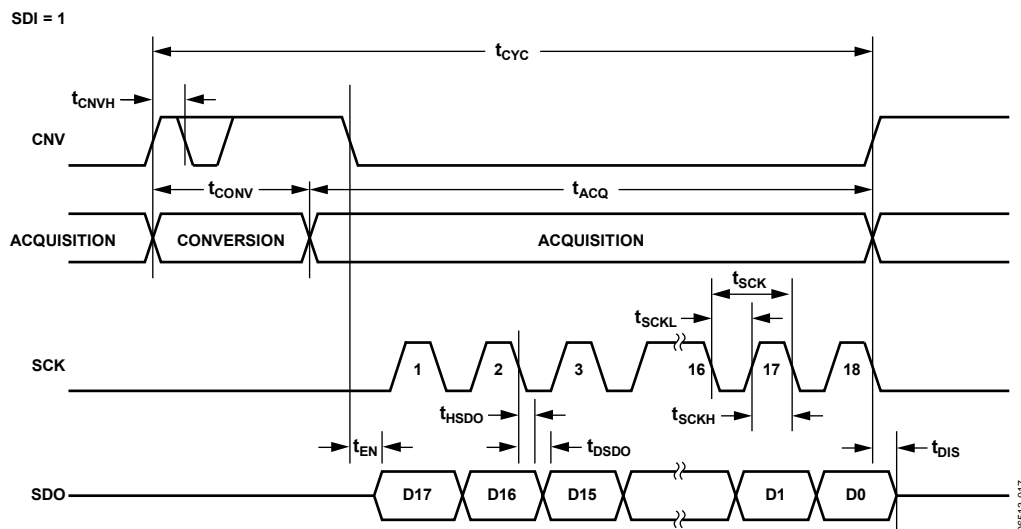 SDI = 1
tCYC
tCNVH
CNV
tCONV
tACQ
ACQUISITION
CONVERSION
ACQUISITION
tSCK
tSCKL
SCK
1
2
3
16
17
18
tHSDO
tSCKH
tEN
tDSDO
tDIS
SDO
D17
D16
D15
D1
D0